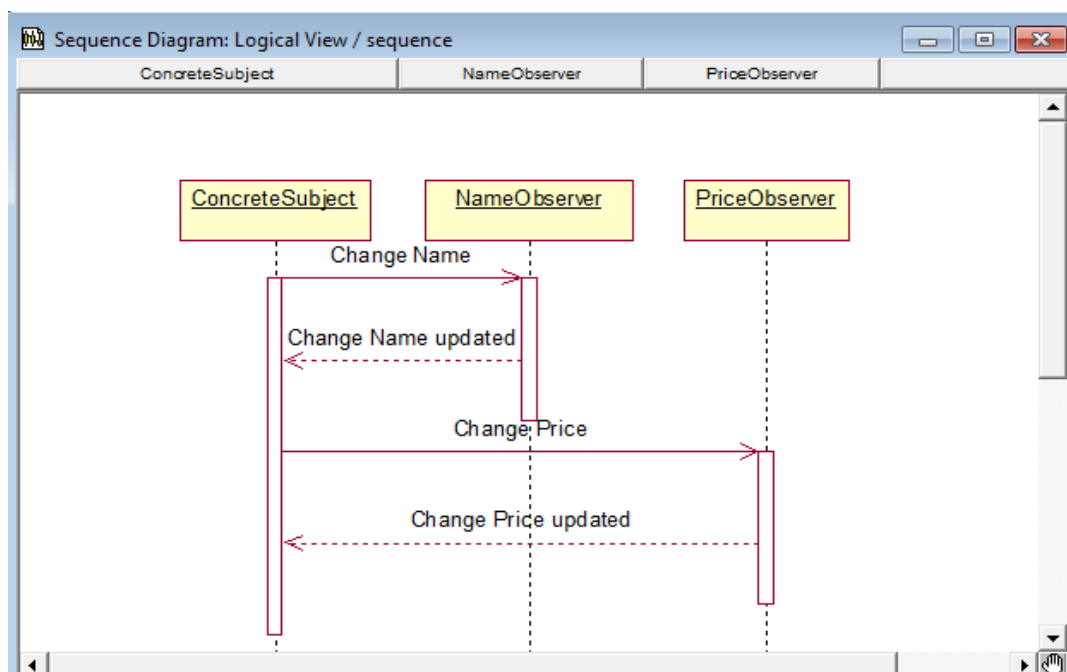 Sequence Diagram: Logical View / sequence
ConcreteSubject NameObserver PriceObserver
ConcreteSubject NameObserver PriceObserver
Change Name
Change Name updated
Change Price
Change Price updated